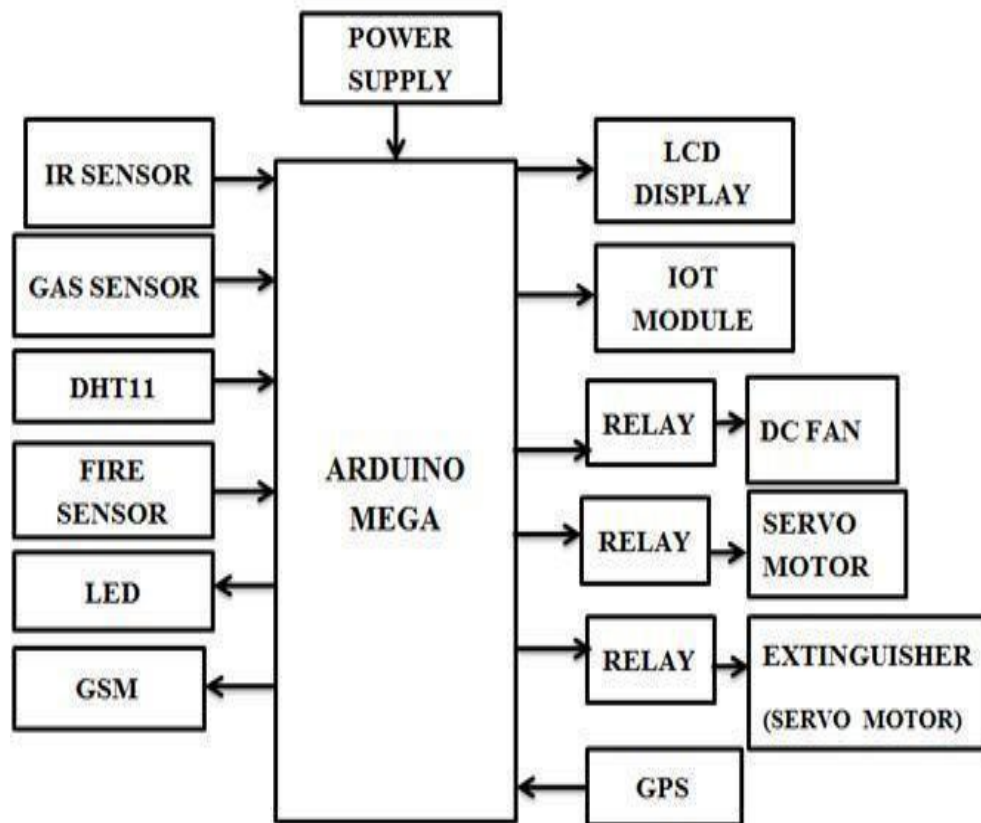 POWER
SUPPLY
IR SENSOR
GAS SENSOR
DHT11
FIRE
SENSOR
LED
GSM
ARDUINO
MEGA
LCD
DISPLAY
IOT
MODULE
RELAY
DC FAN
RELAY
SERVO
MOTOR
RELAY
EXTINGUISHER
(SERVO MOTOR)
GPS